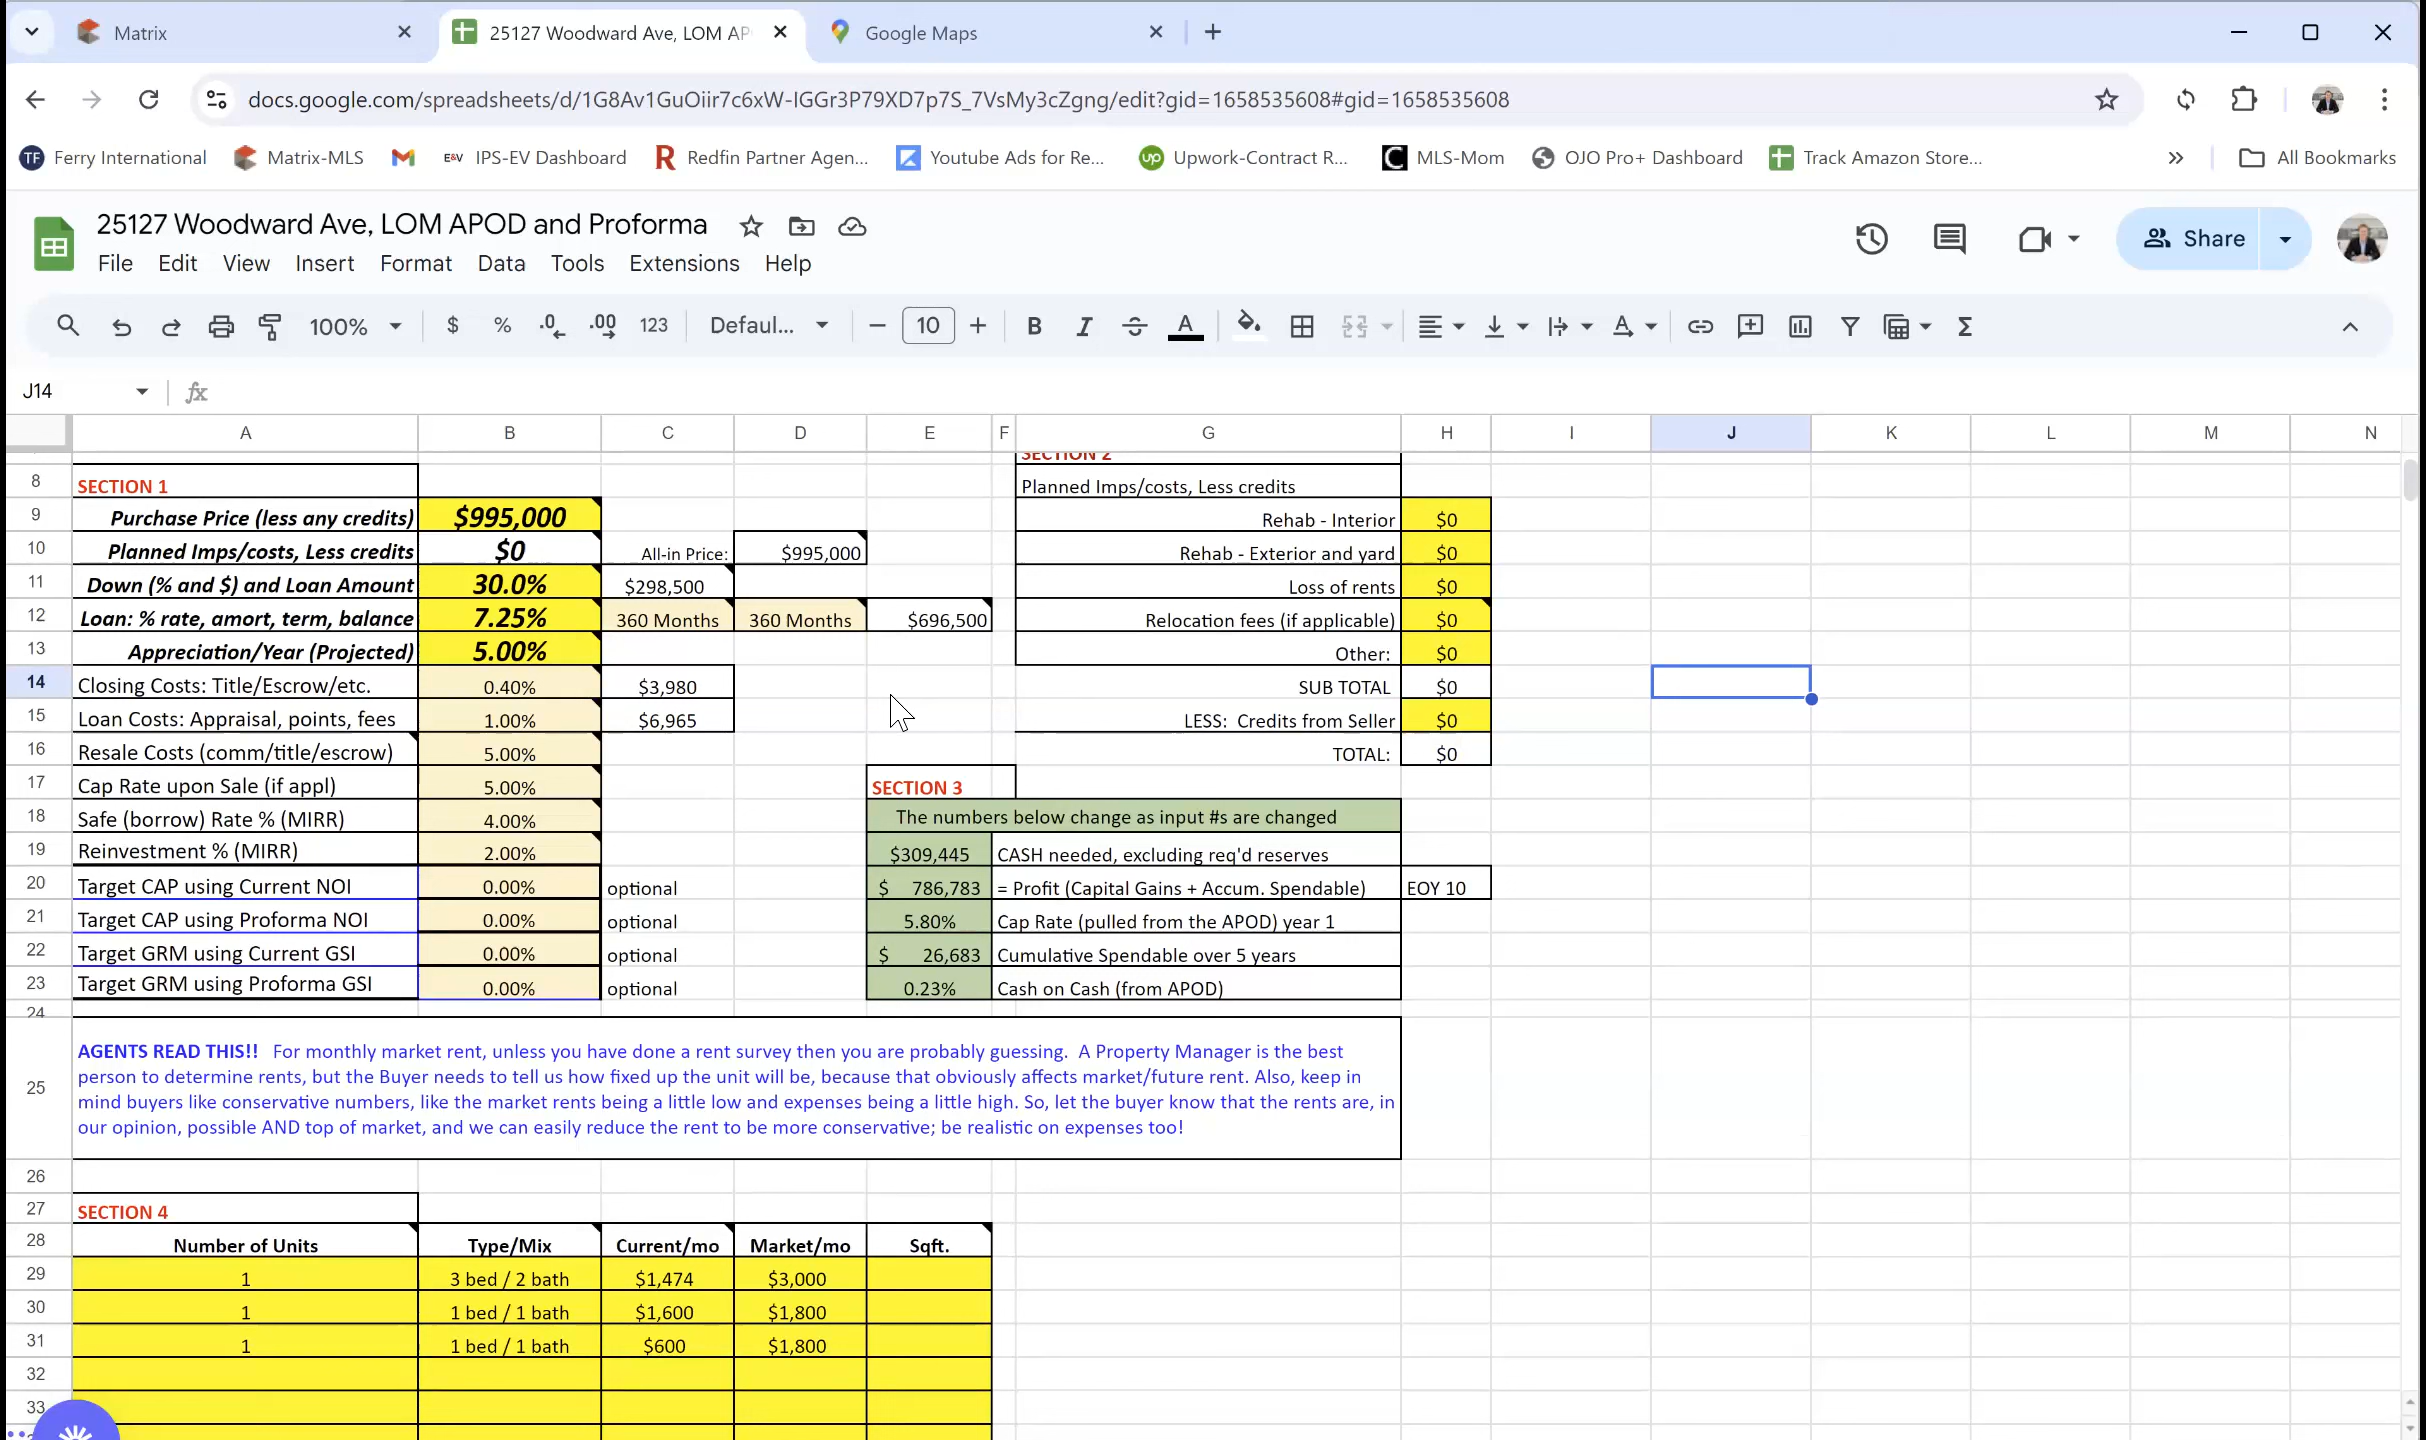 Matrix
25127 Woodward Ave, LOM AP
Google Maps
docs.google.com/spreadsheets/d/1G8Av1GuOiir7c6xW-IGGr3P79XD7p7S_7VsMy3cZgng/edit?gid=1658535608#gid=1658535608
TF Ferry International
Matrix-MLS
E&V IPS-EV Dashboard
Redfin Partner Agen...
Youtube Ads for Re...
up Upwork-Contract R...
MLS-Mom
OJO Pro+ Dashboard
Track Amazon Store...
All Bookmarks
25127 Woodward Ave, LOM APOD and Proforma
File Edit View Insert Format Data Tools Extensions Help
Share
100% $ % .0 .00 123 Defaul... 10 B I A
J14 fx
A B C D E F G H I J K L M N
SECTION 2
8 SECTION 1 Planned Imps/costs, Less credits
9 Purchase Price (less any credits) $995,000 Rehab - Interior $0
10 Planned Imps/costs, Less credits $0 All-in Price: $995,000 Rehab - Exterior and yard $0
11 Down (% and $) and Loan Amount 30.0% $298,500 Loss of rents $0
12 Loan: % rate, amort, term, balance 7.25% 360 Months 360 Months $696,500 Relocation fees (if applicable) $0
13 Appreciation/Year (Projected) 5.00% Other: $0
14 Closing Costs: Title/Escrow/etc. 0.40% $3,980 SUB TOTAL $0
15 Loan Costs: Appraisal, points, fees 1.00% $6,965 LESS: Credits from Seller $0
16 Resale Costs (comm/title/escrow) 5.00% TOTAL: $0
17 Cap Rate upon Sale (if appl) 5.00% SECTION 3
18 Safe (borrow) Rate % (MIRR) 4.00% The numbers below change as input #s are changed
19 Reinvestment % (MIRR) 2.00% $309,445 CASH needed, excluding req'd reserves
20 Target CAP using Current NOI 0.00% optional $ 786,783 = Profit (Capital Gains + Accum. Spendable) EOY 10
21 Target CAP using Proforma NOI 0.00% optional 5.80% Cap Rate (pulled from the APOD) year 1
22 Target GRM using Current GSI 0.00% optional $ 26,683 Cumulative Spendable over 5 years
23 Target GRM using Proforma GSI 0.00% optional 0.23% Cash on Cash (from APOD)
24
AGENTS READ THIS!! For monthly market rent, unless you have done a rent survey then you are probably guessing. A Property Manager is the best
person to determine rents, but the Buyer needs to tell us how fixed up the unit will be, because that obviously affects market/future rent. Also, keep in
25 mind buyers like conservative numbers, like the market rents being a little low and expenses being a little high. So, let the buyer know that the rents are, in
our opinion, possible AND top of market, and we can easily reduce the rent to be more conservative; be realistic on expenses too!
26
27 SECTION 4
28 Number of Units Type/Mix Current/mo Market/mo Sqft.
29 1 3 bed / 2 bath $1,474 $3,000
30 1 1 bed / 1 bath $1,600 $1,800
31 1 1 bed / 1 bath $600 $1,800
32
33